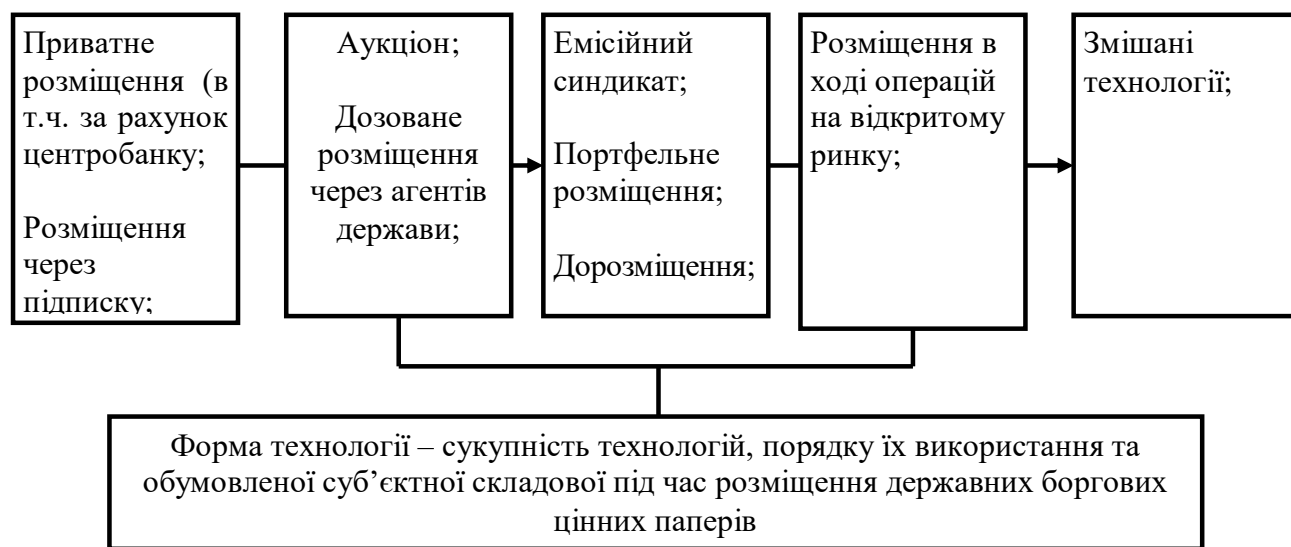 Приватне
розміщення (в
т.ч. за рахунок
центробанку;
Розміщення
через
підписку;
Аукціон;
Дозоване
розміщення
через агентів
держави;
Емісійний
синдикат;
Портфельне
розміщення;
Дорозміщення;
Розміщення в
ході операцій
на відкритому
ринку;
Змішані
технології;
Форма технології – сукупність технологій, порядку їх використання та
обумовленої суб’єктної складової під час розміщення державних боргових
цінних паперів